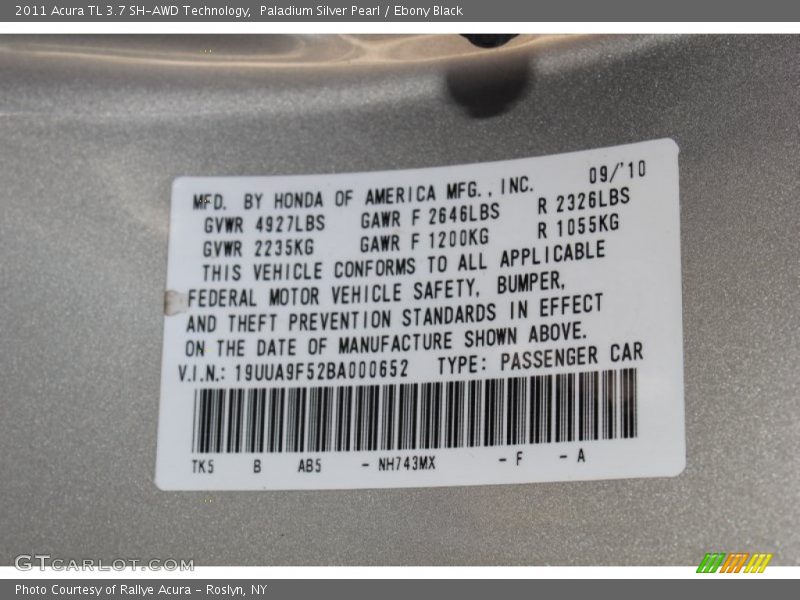 2011 Acura TL 3.7 SH-AWD Technology,  Paladium Silver Pearl / Ebony Black
MFD. BY HONDA OF AMERICA MFG., INC. 09/'10
GVWR 4927LBS GAWR F 2646LBS R 2326LBS
GVWR 2235KG GAWR F 1200KG R 1055KG
THIS VEHICLE CONFORMS TO ALL APPLICABLE
FEDERAL MOTOR VEHICLE SAFETY, BUMPER,
AND THEFT PREVENTION STANDARDS IN EFFECT
ON THE DATE OF MANUFACTURE SHOWN ABOVE.
V.I.N.: 19UUA9F52BA000652 TYPE: PASSENGER CAR
TK5 B AB5 - NH743MX - F - A
GTCARLOT.COM
Photo Courtesy of Rallye Acura - Roslyn, NY